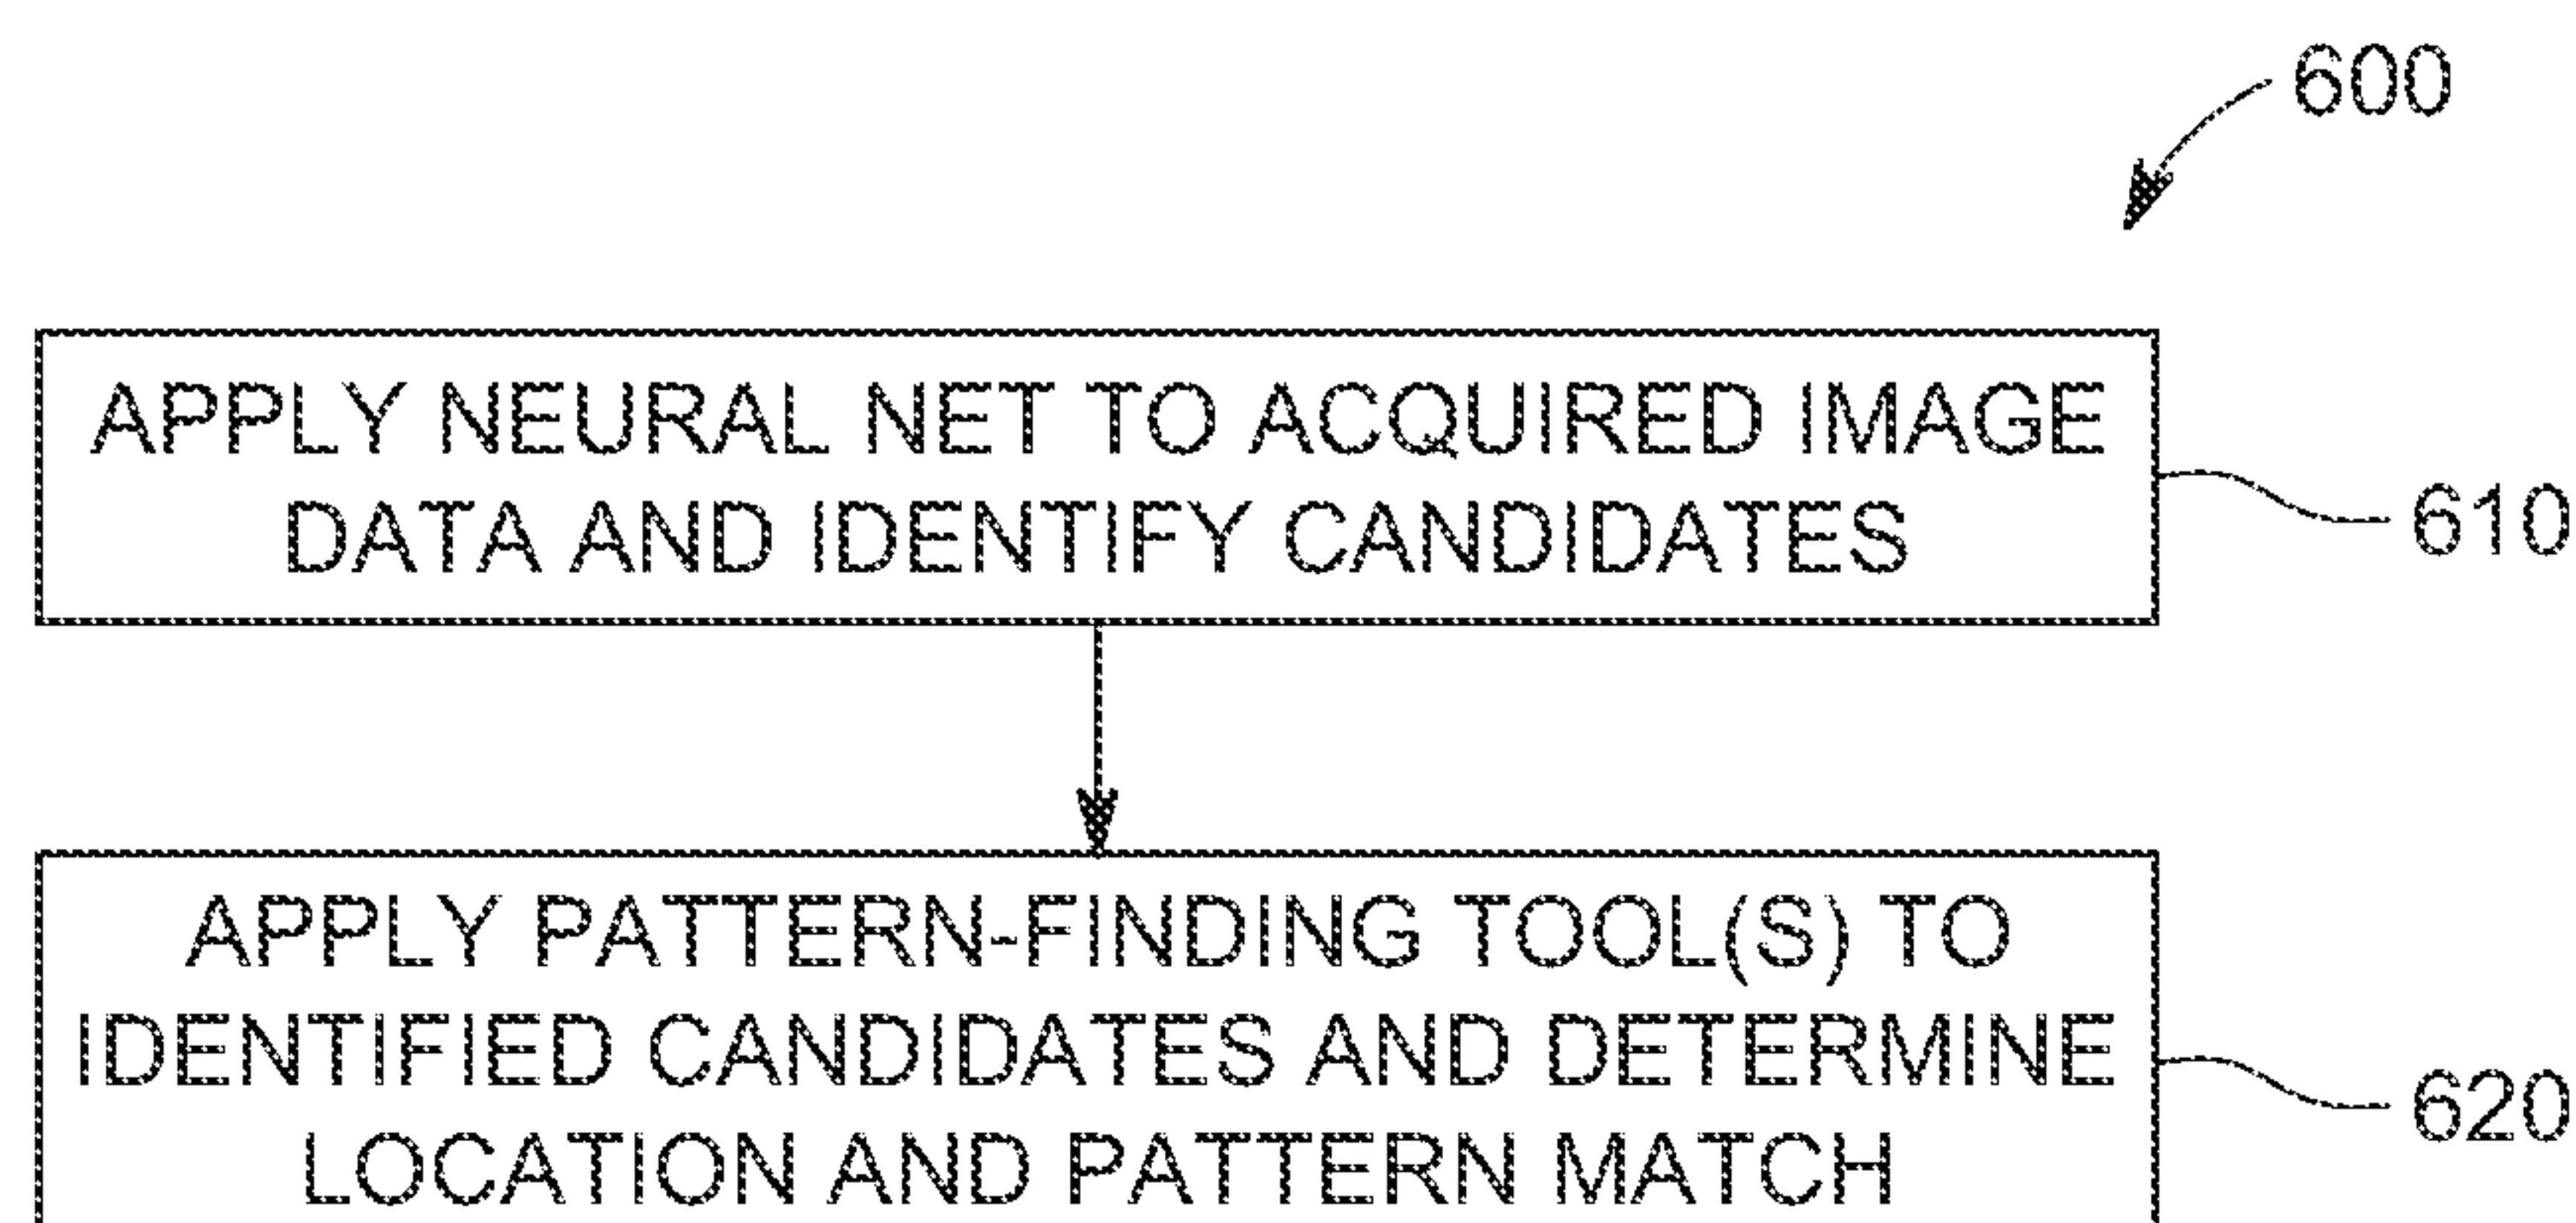 600
APPLY NEURAL NET TO ACQUIRED IMAGE
DATA AND IDENTIFY CANDIDATES
610
APPLY PATTERN-FINDING TOOL(S) TO
IDENTIFIED CANDIDATES AND DETERMINE
LOCATION AND PATTERN MATCH
620